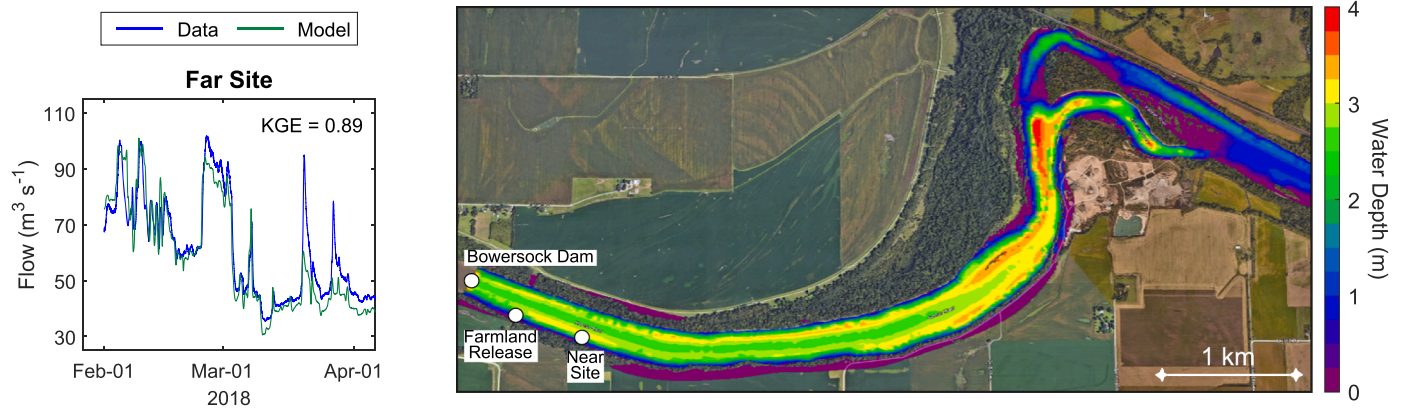 Data Model
Far Site
KGE = 0.89
110
90
70
50
30
Flow (m³ s⁻¹)
Feb-01 Mar-01 Apr-01
2018
Bowersock Dam
Farmland
Release
Near
Site
1 km
4
3
2
1
0
Water Depth (m)